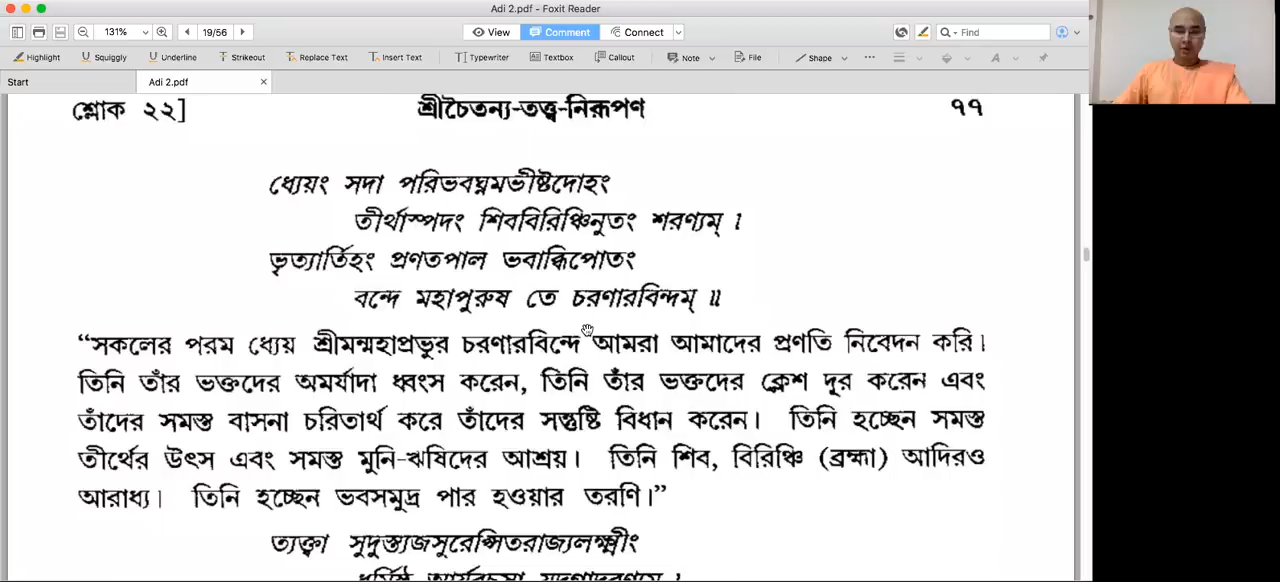 Adi 2.pdf - Foxit Reader
131% 19/56 View Comment Connect Find
Highlight Squiggly Underline Strikeout Replace Text Insert Text Typewriter Textbox Callout Note File Shape
Start Adi 2.pdf
শ্লোক ২২] শ্রীচৈতন্য-তত্ত্ব-নিরূপণ ৭৭
ধ্যেয়ং সদা পরিভবঘ্নমভীষ্টদোহং
তীর্থাস্পদং শিববিরিঞ্চিনুতং শরণ্যম্ ।
ভৃত্যার্তিহং প্রণতপাল ভবাব্ধিপোতং
বন্দে মহাপুরুষ তে চরণারবিন্দম্ ॥
“সকলের পরম ধ্যেয় শ্রীমন্মহাপ্রভুর চরণারবিন্দে আমরা আমাদের প্রণতি নিবেদন করি।
তিনি তাঁর ভক্তদের অমর্যাদা ধ্বংস করেন, তিনি তাঁর ভক্তদের ক্লেশ দূর করেন এবং
তাঁদের সমস্ত বাসনা চরিতার্থ করে তাঁদের সন্তুষ্টি বিধান করেন। তিনি হচ্ছেন সমস্ত
তীর্থের উৎস এবং সমস্ত মুনি-ঋষিদের আশ্রয়। তিনি শিব, বিরিঞ্চি (ব্রহ্মা) আদিরও
আরাধ্য। তিনি হচ্ছেন ভবসমুদ্র পার হওয়ার তরণি।”
ত্যক্ত্বা সুদুস্ত্যজসুরেপ্সিতরাজ্যলক্ষ্মীং